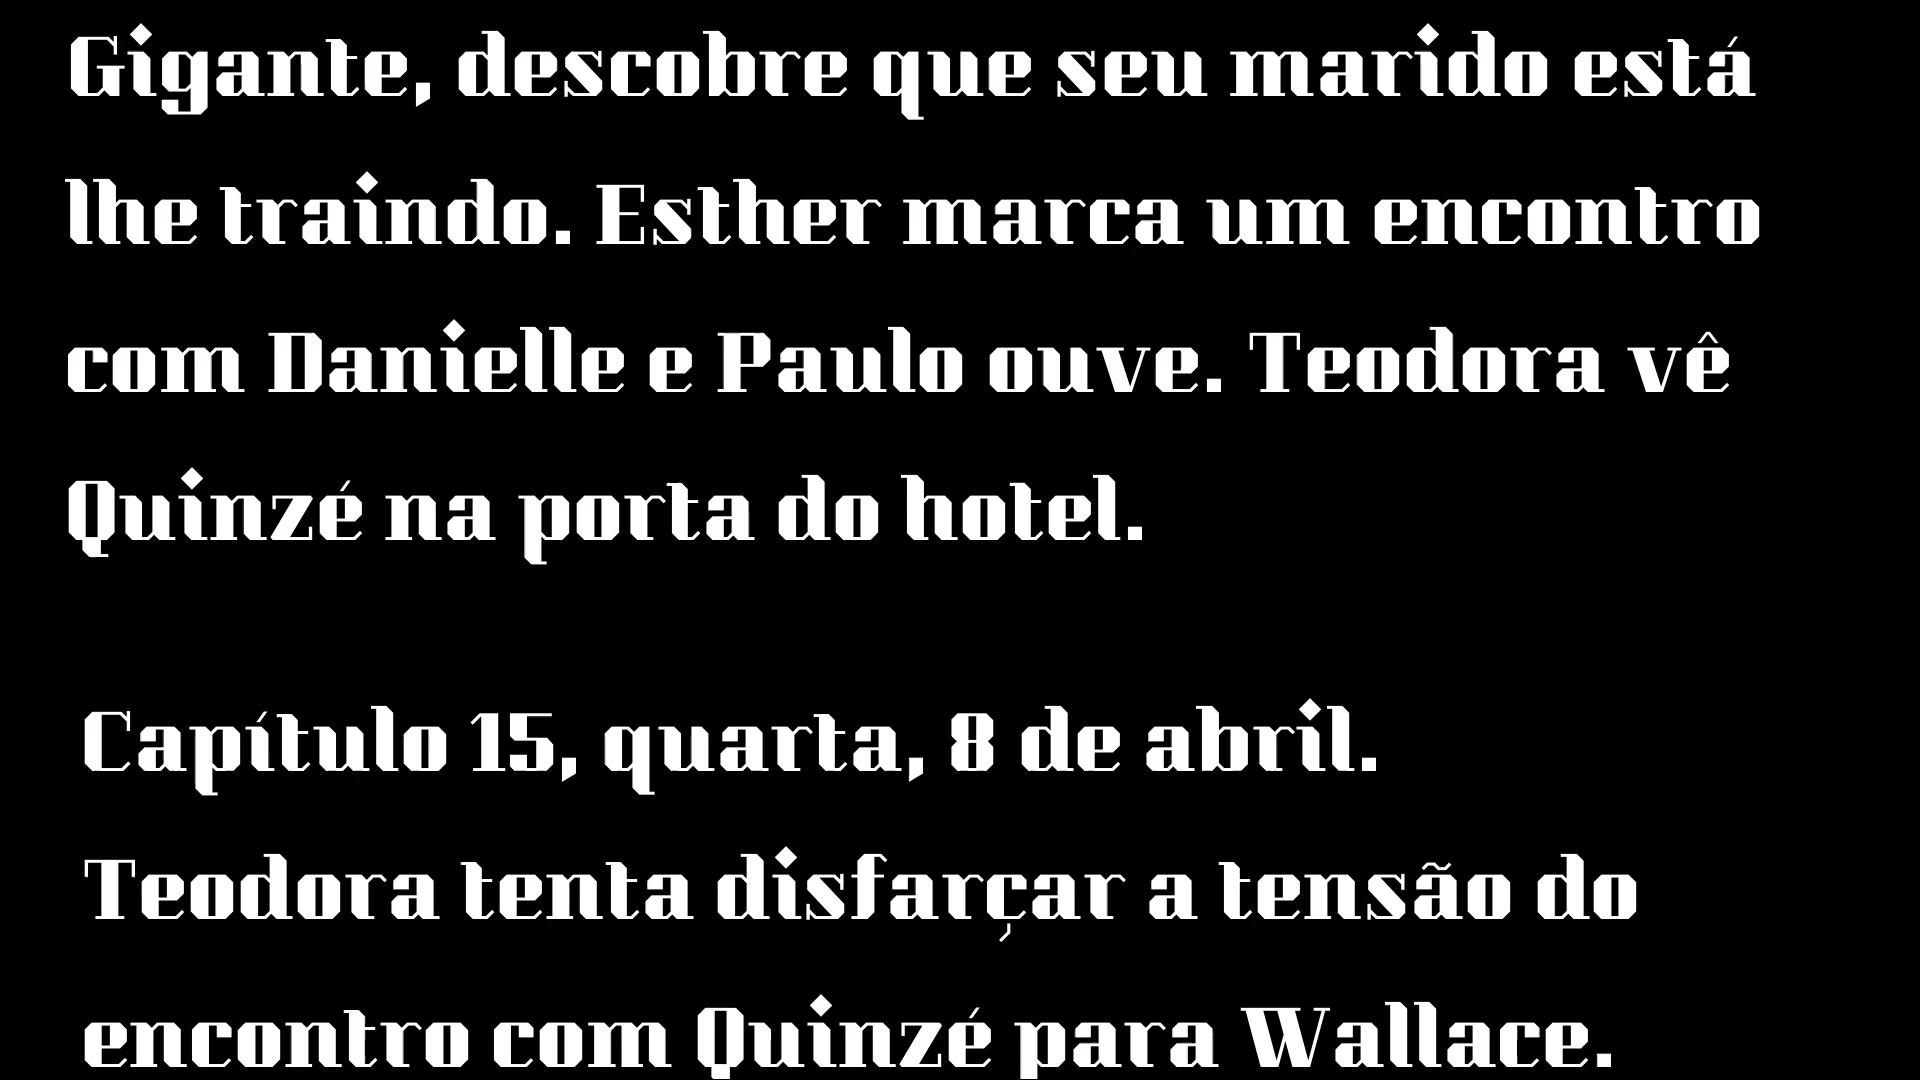 Gigante, descobre que seu marido está
lhe traindo. Esther marca um encontro
com Danielle e Paulo ouve. Teodora vê
Quinzé na porta do hotel.
Capítulo 15, quarta, 8 de abril.
Teodora tenta disfarçar a tensão do
encontro com Quinzé para Wallace.